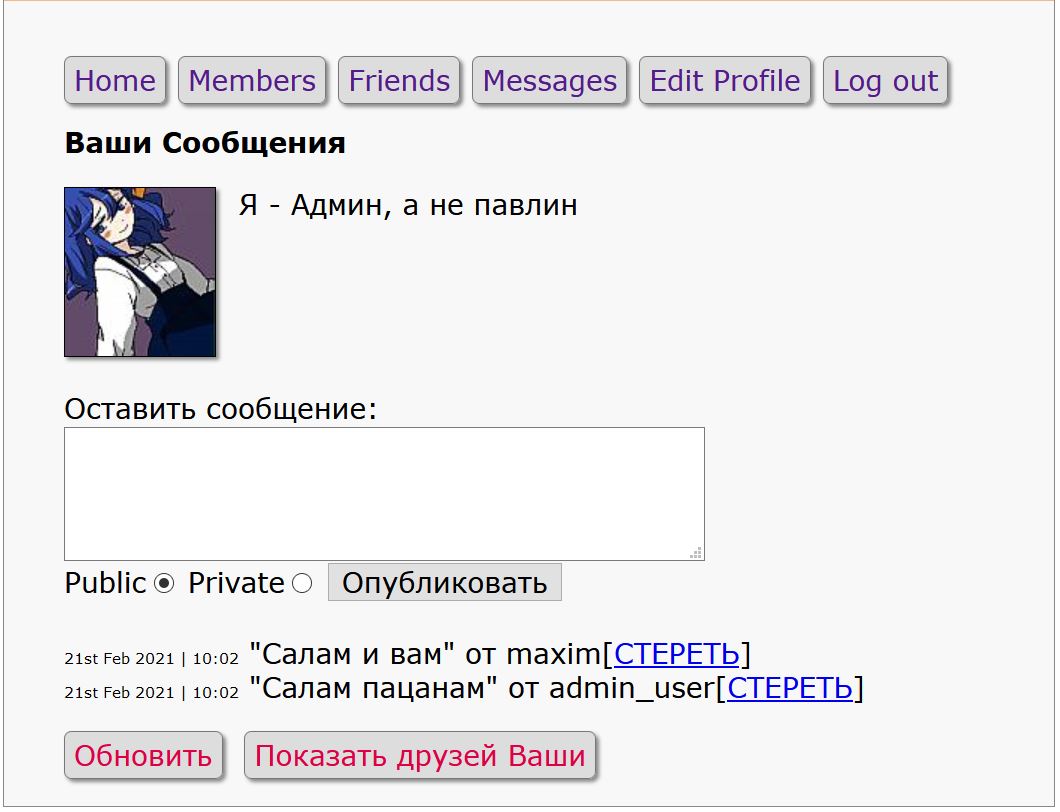 Home Members Friends Messages Edit Profile Log out
Ваши Сообщения
Я - Админ, а не павлин
Оставить сообщение:
Public Private Опубликовать
21st Feb 2021 | 10:02 "Салам и вам" от maxim[СТЕРЕТЬ]
21st Feb 2021 | 10:02 "Салам пацанам" от admin_user[СТЕРЕТЬ]
Обновить Показать друзей Ваши